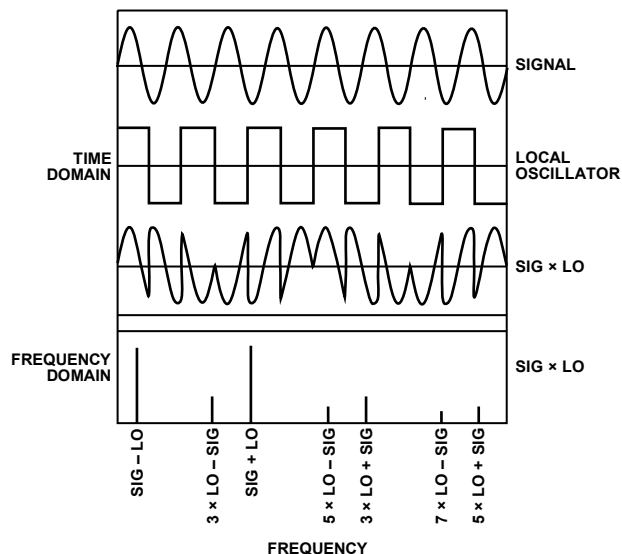 SIGNAL
TIME
DOMAIN
LOCAL
OSCILLATOR
SIG × LO
FREQUENCY
DOMAIN
SIG × LO
SIG – LO
3 × LO – SIG
SIG + LO
5 × LO – SIG
3 × LO + SIG
7 × LO – SIG
5 × LO + SIG
FREQUENCY